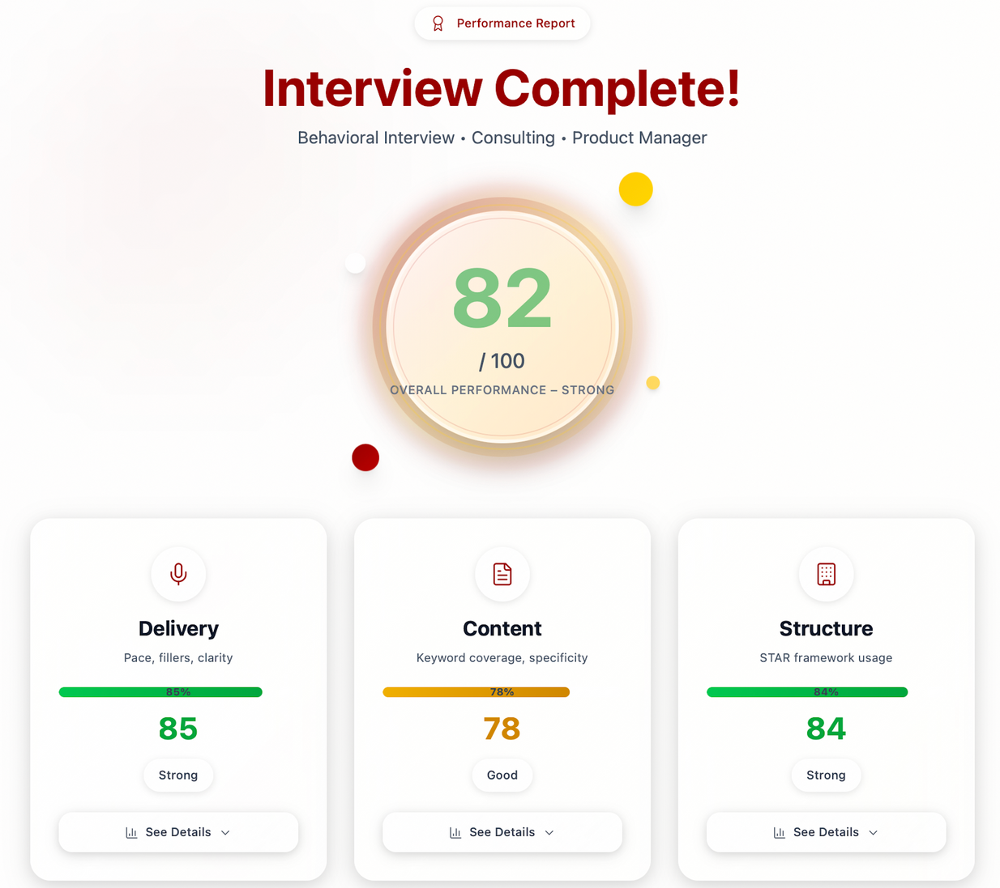 Performance Report
Interview Complete!
Behavioral Interview • Consulting • Product Manager
82
/ 100
OVERALL PERFORMANCE – STRONG
Delivery
Pace, fillers, clarity
85%
85
Strong
See Details
Content
Keyword coverage, specificity
78%
78
Good
See Details
Structure
STAR framework usage
84%
84
Strong
See Details